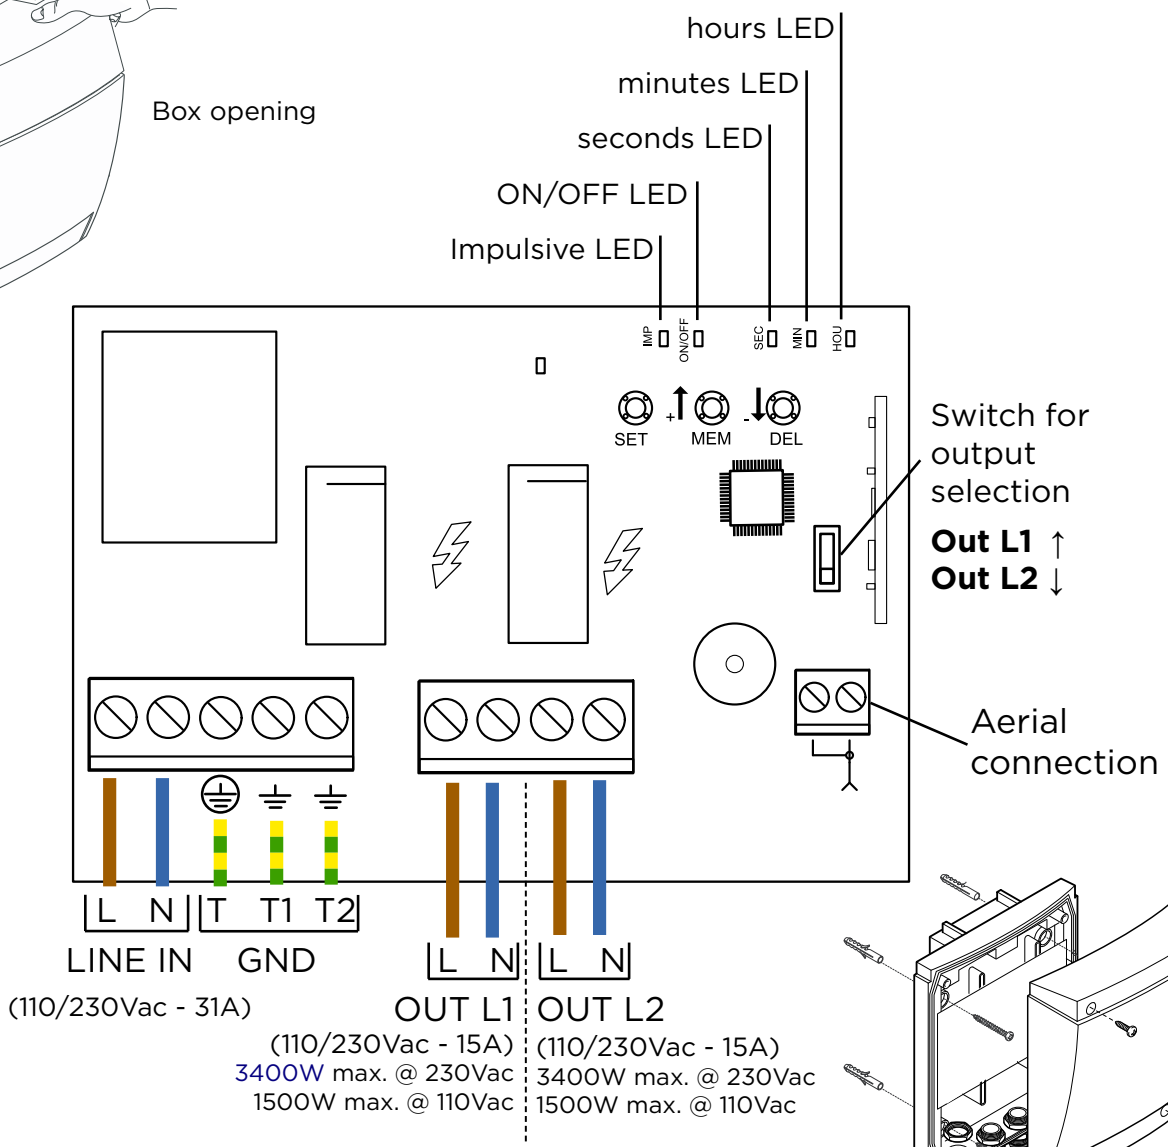 hours LED
minutes LED
Box opening
seconds LED
ON/OFF LED
Impulsive LED
IMP
ON/OFF
SEC
MIN
HOU
+
-
SET
MEM
DEL
Switch for
output
selection
Out L1 ↑
Out L2 ↓
Aerial
connection
L N T T1 T2
LINE IN GND
(110/230Vac - 31A)
L N L N
OUT L1 OUT L2
(110/230Vac - 15A) (110/230Vac - 15A)
3400W max. @ 230Vac 3400W max. @ 230Vac
1500W max. @ 110Vac 1500W max. @ 110Vac